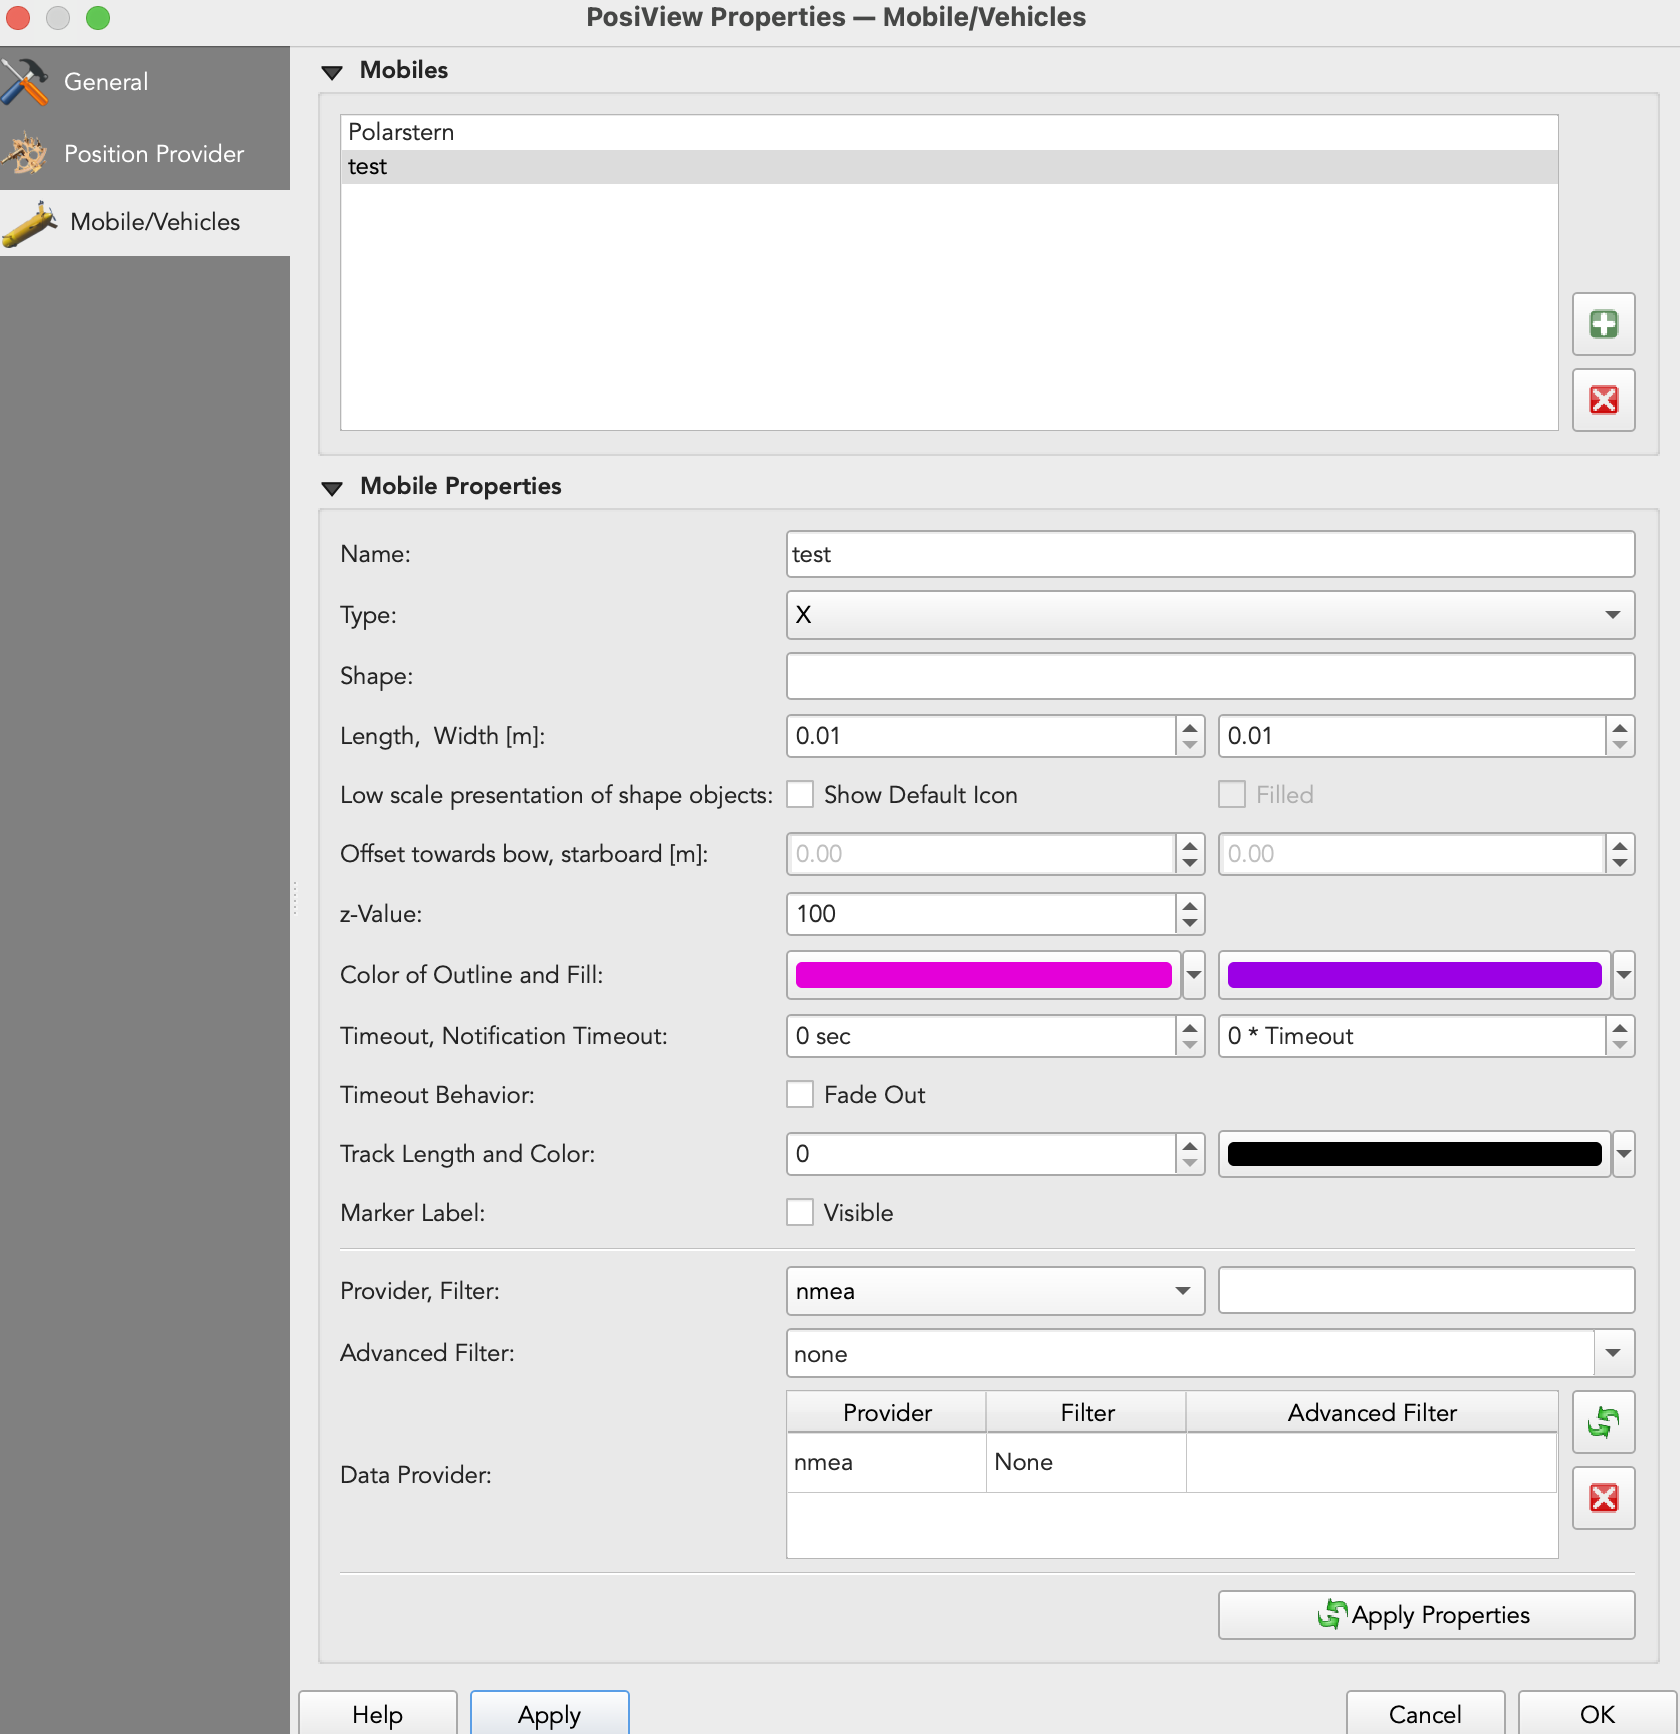 PosiView Properties — Mobile/Vehicles
General
Position Provider
Mobile/Vehicles
Mobiles
Polarstern
test
Mobile Properties
Name: test
Type: X
Shape:
Length, Width [m]: 0.01 0.01
Low scale presentation of shape objects: Show Default Icon Filled
Offset towards bow, starboard [m]: 0.00 0.00
z-Value: 100
Color of Outline and Fill:
Timeout, Notification Timeout: 0 sec 0 * Timeout
Timeout Behavior: Fade Out
Track Length and Color: 0
Marker Label: Visible
Provider, Filter: nmea
Advanced Filter: none
Provider Filter Advanced Filter
nmea None
Data Provider:
Apply Properties
Help Apply Cancel OK